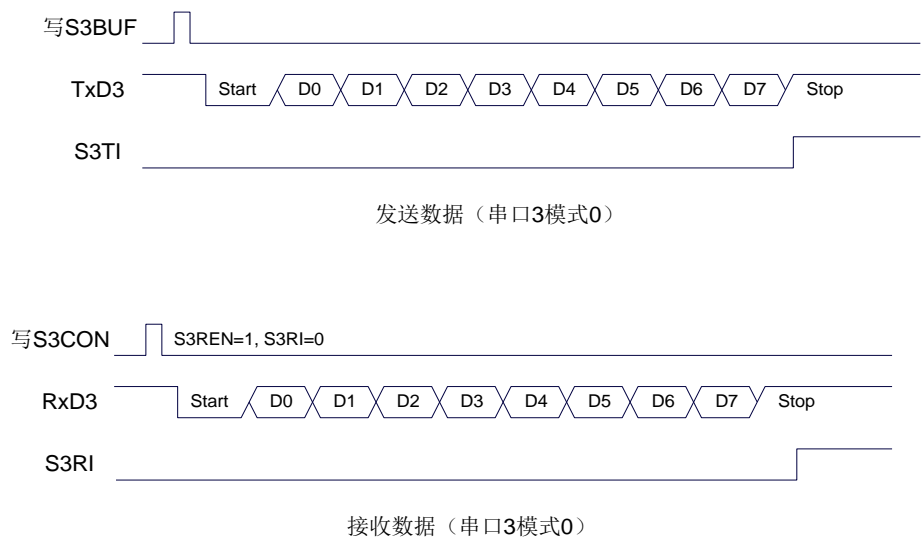 写S3BUF
TxD3 Start D0 D1 D2 D3 D4 D5 D6 D7 Stop
S3TI
发送数据（串口3模式0）
写S3CON S3REN=1, S3RI=0
RxD3 Start D0 D1 D2 D3 D4 D5 D6 D7 Stop
S3RI
接收数据（串口3模式0）